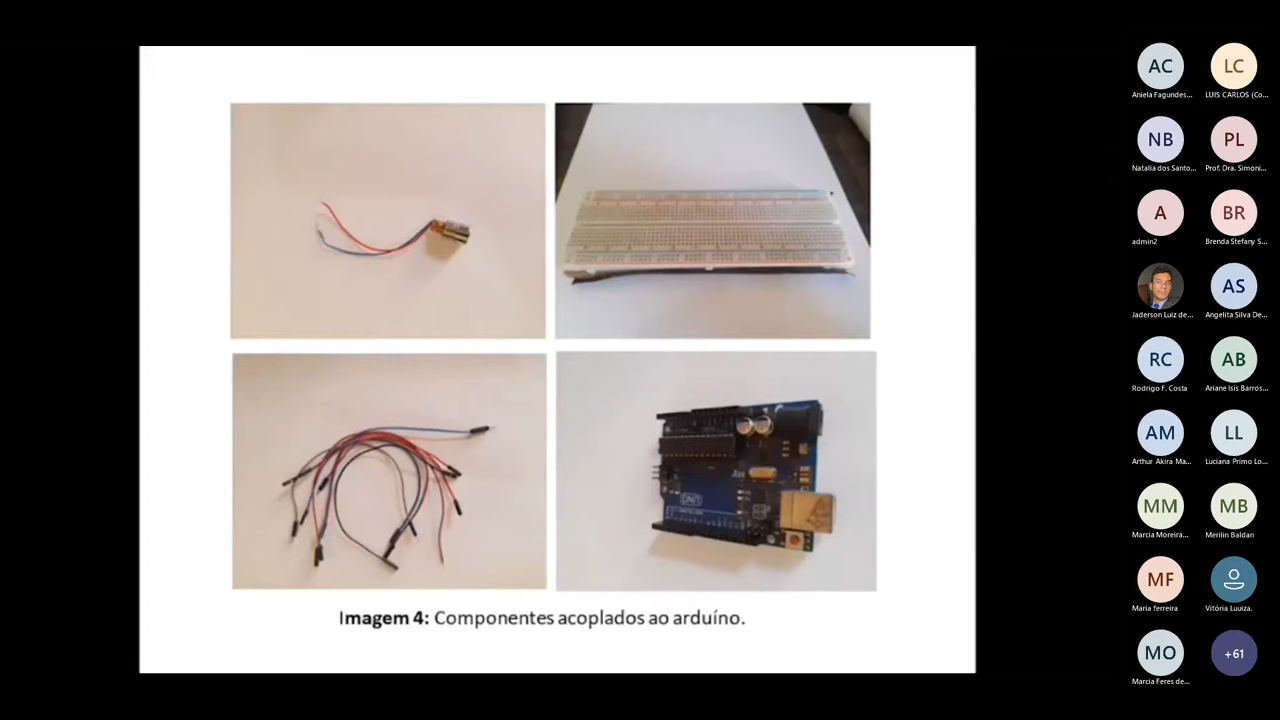 AC
LC
Aniela Fagundes...
LUIS CARLOS (Co...
NB
PL
Natalia dos Santo...
Prof. Dra. Simoni...
A
BR
admin2
Brenda Stefany S...
AS
Jaderson Luiz de...
Angelita Silva De...
RC
AB
Rodrigo F. Costa
Ariane Isis Barros...
AM
LL
Arthur Akira Ma...
Luciana Primo Lo...
MM
MB
Marcia Moreira...
Merilin Baldan
MF
Maria ferreira
Vitória Luuiza.
MO
+61
Marcia Feres de...
UNO
Imagem 4: Componentes acoplados ao arduíno.